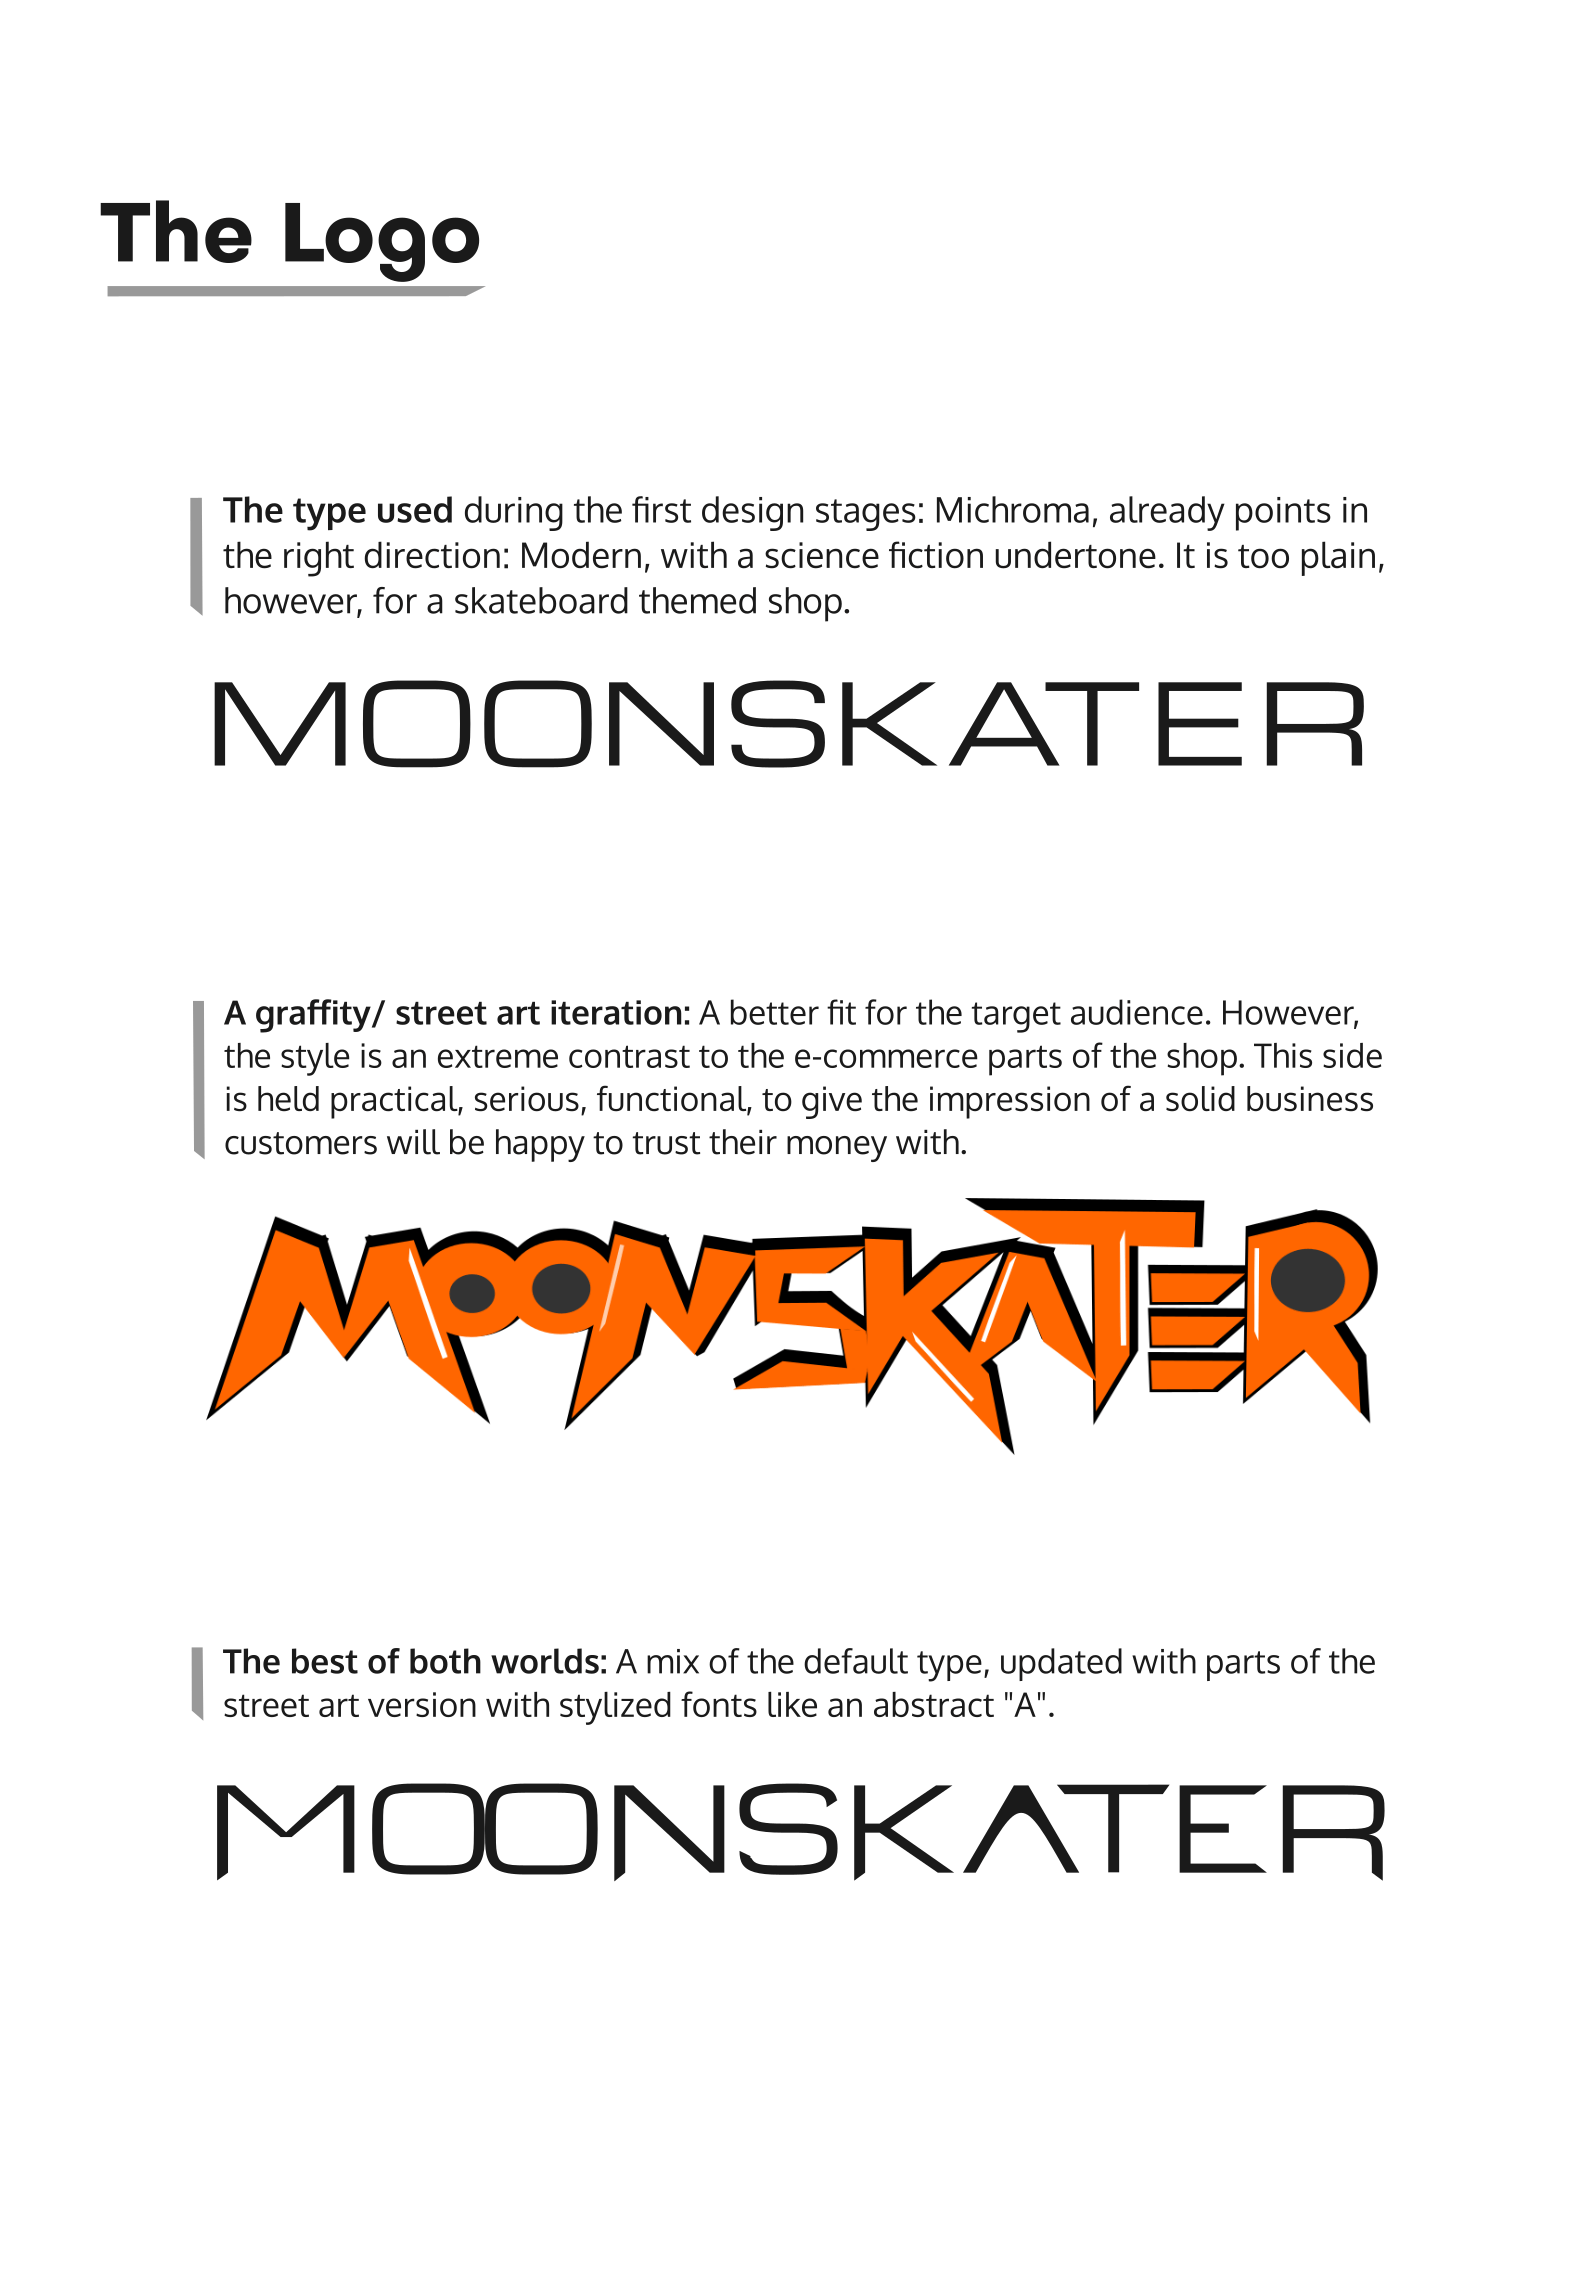 The Logo
The type used during the first design stages: Michroma, already points in
the right direction: Modern, with a science fiction undertone. It is too plain,
however, for a skateboard themed shop.
MOONSKATER
A graffity/ street art iteration: A better fit for the target audience. However,
the style is an extreme contrast to the e-commerce parts of the shop. This side
is held practical, serious, functional, to give the impression of a solid business
customers will be happy to trust their money with.
MOONSKATER
The best of both worlds: A mix of the default type, updated with parts of the
street art version with stylized fonts like an abstract "A".
MOONSKATER